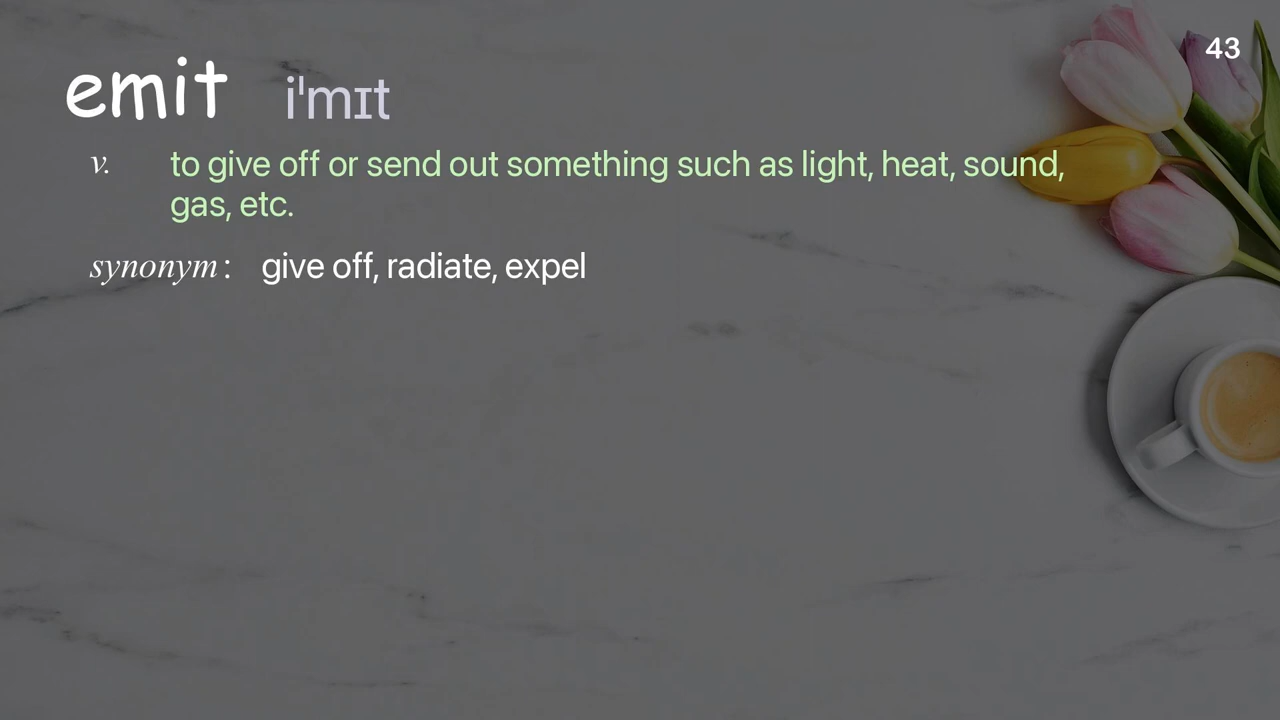 43
emit iˈmɪt
v. to give off or send out something such as light, heat, sound,
gas, etc.
synonym : give off, radiate, expel